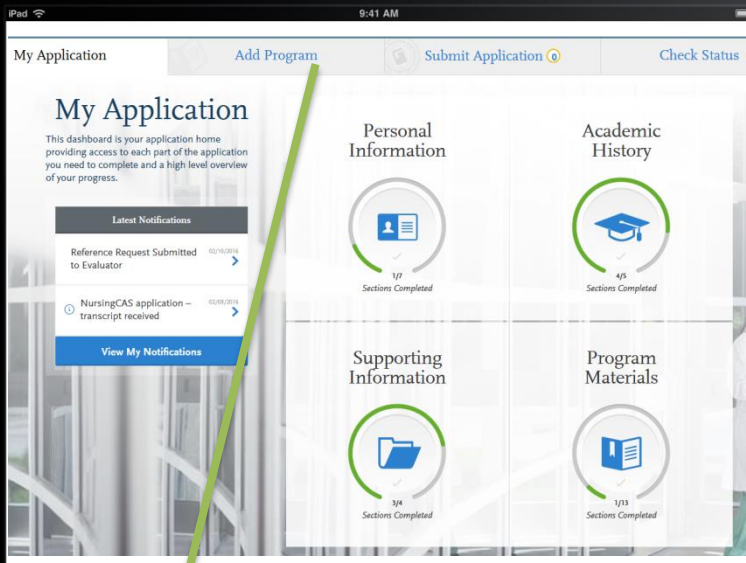 iPad
9:41 AM
My Application
Add Program
Submit Application 0
Check Status
My Application
This dashboard is your application home
providing access to each part of the application
you need to complete and a high level overview
of your progress.
Latest Notifications
Reference Request Submitted 02/10/2016
to Evaluator
NursingCAS application – 02/09/2016
transcript received
View My Notifications
Personal
Information
1/7
Sections Completed
Academic
History
4/5
Sections Completed
Supporting
Information
3/4
Sections Completed
Program
Materials
1/13
Sections Completed